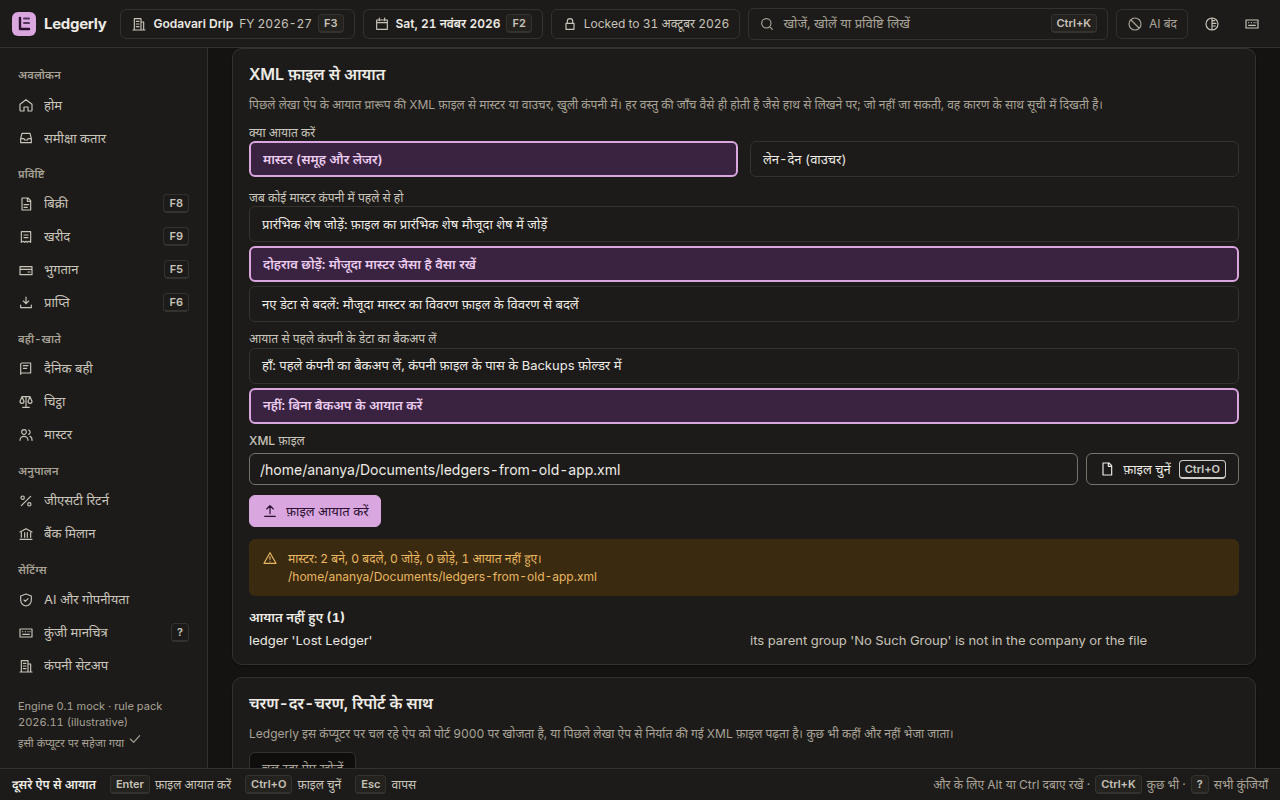 Ledgerly
Godavari Drip FY 2026-27 F3
Sat, 21 नवंबर 2026 F2
Locked to 31 अक्टूबर 2026
खोजें, खोलें या प्रविष्टि लिखें Ctrl+K
AI बंद
अवलोकन
होम
समीक्षा कतार
प्रविष्टि
बिक्री F8
खरीद F9
भुगतान F5
प्राप्ति F6
बही-खाते
दैनिक बही
चिट्ठा
मास्टर
अनुपालन
जीएसटी रिटर्न
बैंक मिलान
सेटिंग्स
AI और गोपनीयता
कुंजी मानचित्र ?
कंपनी सेटअप
Engine 0.1 mock · rule pack
2026.11 (illustrative)
इसी कंप्यूटर पर सहेजा गया
XML फ़ाइल से आयात
पिछले लेखा ऐप के आयात प्रारूप की XML फ़ाइल से मास्टर या वाउचर, खुली कंपनी में। हर वस्तु की जाँच वैसे ही होती है जैसे हाथ से लिखने पर; जो नहीं जा सकती, वह कारण के साथ सूची में दिखती है।
क्या आयात करें
मास्टर (समूह और लेजर)
लेन-देन (वाउचर)
जब कोई मास्टर कंपनी में पहले से हो
प्रारंभिक शेष जोड़ें: फ़ाइल का प्रारंभिक शेष मौजूदा शेष में जोड़ें
दोहराव छोड़ें: मौजूदा मास्टर जैसा है वैसा रखें
नए डेटा से बदलें: मौजूदा मास्टर का विवरण फ़ाइल के विवरण से बदलें
आयात से पहले कंपनी के डेटा का बैकअप लें
हाँ: पहले कंपनी का बैकअप लें, कंपनी फ़ाइल के पास के Backups फ़ोल्डर में
नहीं: बिना बैकअप के आयात करें
XML फ़ाइल
/home/ananya/Documents/ledgers-from-old-app.xml
फ़ाइल चुनें Ctrl+O
फ़ाइल आयात करें
मास्टर: 2 बने, 0 बदले, 0 जोड़े, 0 छोड़े, 1 आयात नहीं हुए।
/home/ananya/Documents/ledgers-from-old-app.xml
आयात नहीं हुए (1)
ledger 'Lost Ledger' its parent group 'No Such Group' is not in the company or the file
चरण-दर-चरण, रिपोर्ट के साथ
Ledgerly इस कंप्यूटर पर चल रहे ऐप को पोर्ट 9000 पर खोजता है, या पिछले लेखा ऐप से निर्यात की गई XML फ़ाइल पढ़ता है। कुछ भी कहीं और नहीं भेजा जाता।
दूसरे ऐप से आयात Enter फ़ाइल आयात करें Ctrl+O फ़ाइल चुनें Esc वापस
और के लिए Alt या Ctrl दबाए रखें · Ctrl+K कुछ भी · ? सभी कुंजियाँ